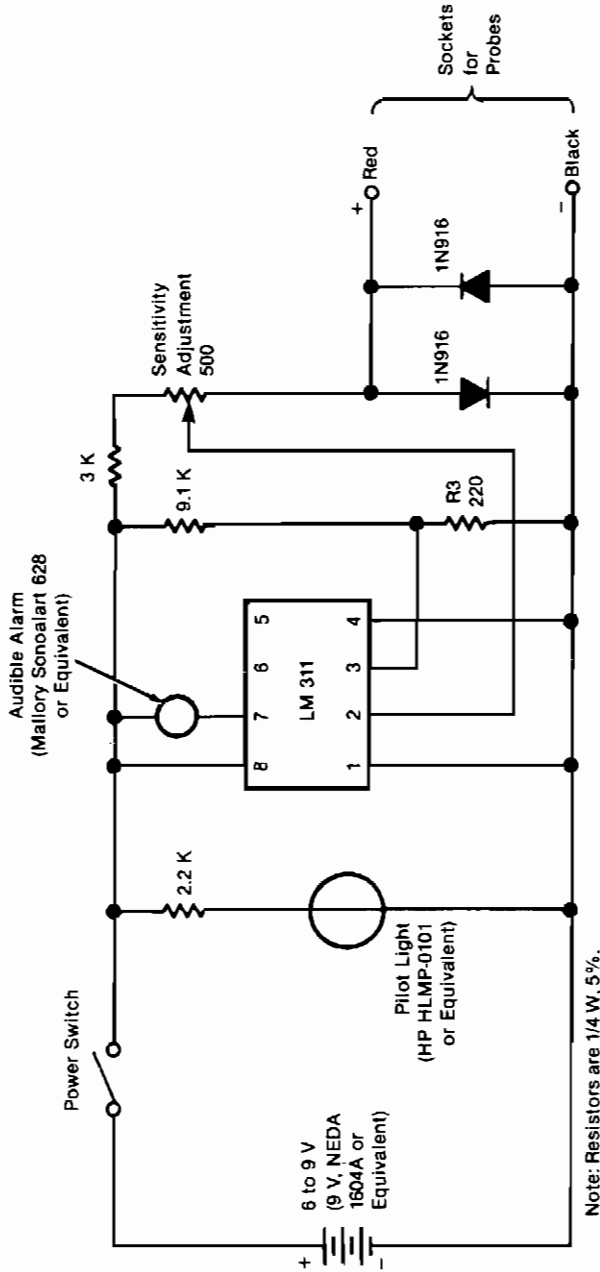 Power Switch
6 to 9 V
(9 V, NEDA
1604A or
Equivalent)
+
−
2.2 K
Pilot Light
(HP HLMP-0101
or Equivalent)
Audible Alarm
(Mallory Sonoalart 628
or Equivalent)
8
7
6
5
LM 311
1
2
3
4
3 K
9.1 K
R3
220
Sensitivity
Adjustment
500
1N916
1N916
+
Red
−
Black
Sockets
for
Probes
Note: Resistors are 1/4 W, 5%.